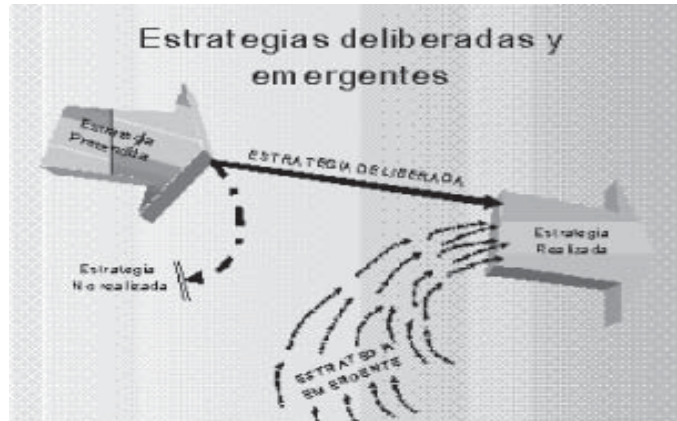 Estrategias deliberadas y
emergentes
Estrategia
Pretendida
ESTRATEGIA DELIBERADA
Estrategia
Realizada
Estrategia
No realizada
ESTRATEGIA
EMERGENTE